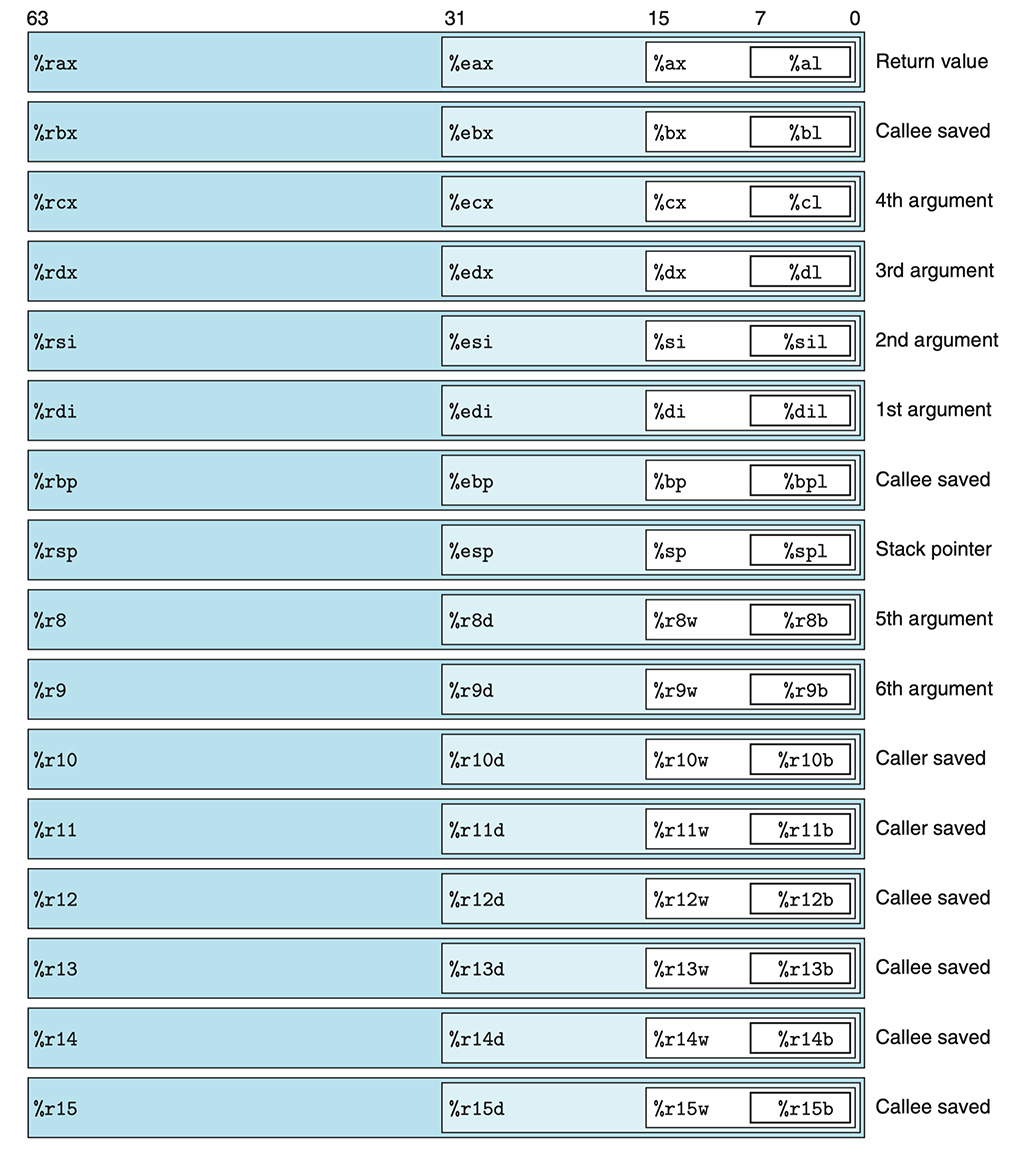 63 31 15 7 0
%rax %eax %ax %al Return value
%rbx %ebx %bx %bl Callee saved
%rcx %ecx %cx %cl 4th argument
%rdx %edx %dx %dl 3rd argument
%rsi %esi %si %sil 2nd argument
%rdi %edi %di %dil 1st argument
%rbp %ebp %bp %bpl Callee saved
%rsp %esp %sp %spl Stack pointer
%r8 %r8d %r8w %r8b 5th argument
%r9 %r9d %r9w %r9b 6th argument
%r10 %r10d %r10w %r10b Caller saved
%r11 %r11d %r11w %r11b Caller saved
%r12 %r12d %r12w %r12b Callee saved
%r13 %r13d %r13w %r13b Callee saved
%r14 %r14d %r14w %r14b Callee saved
%r15 %r15d %r15w %r15b Callee saved